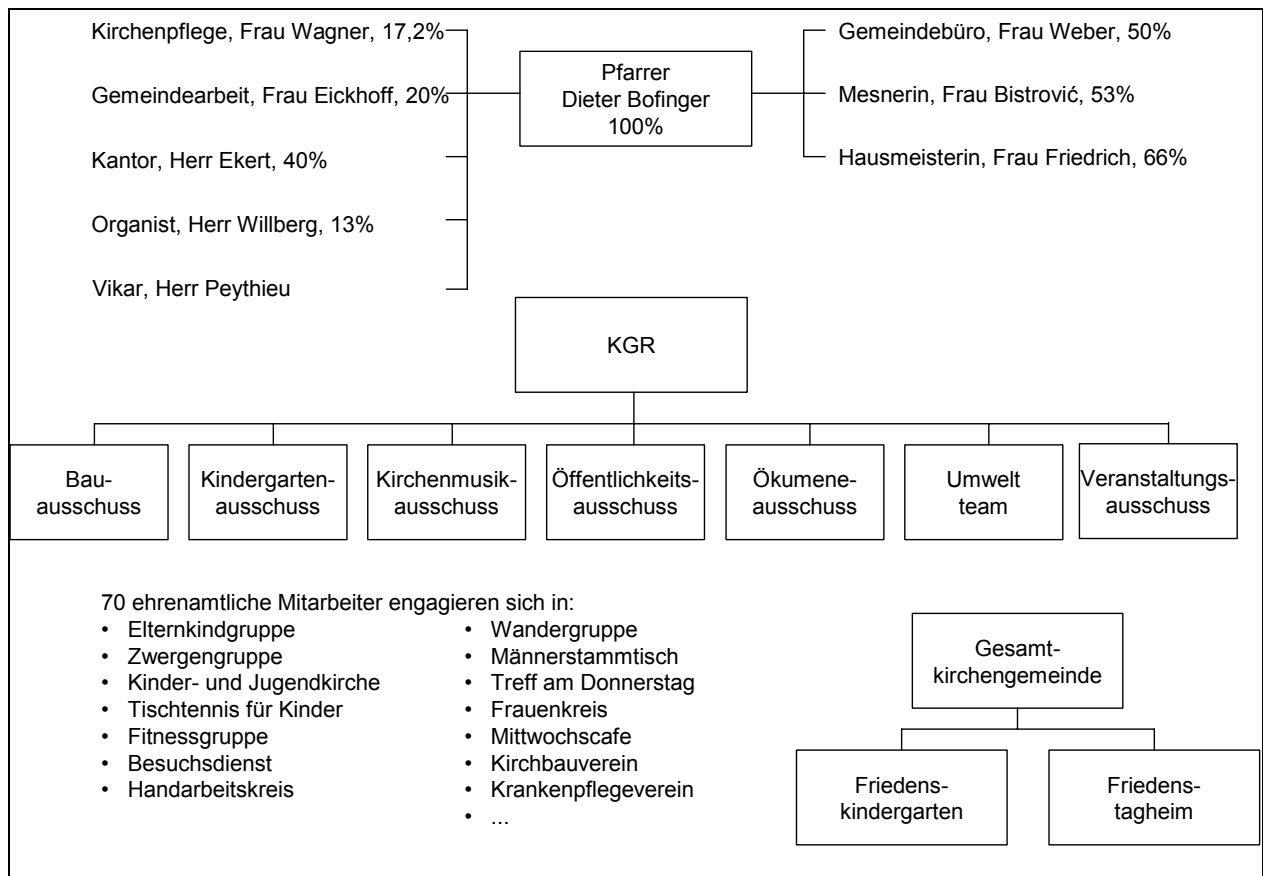 Kirchenpflege, Frau Wagner, 17,2%
Gemeindearbeit, Frau Eickhoff, 20%
Kantor, Herr Ekert, 40%
Organist, Herr Willberg, 13%
Vikar, Herr Peythieu
Pfarrer
Dieter Bofinger
100%
Gemeindebüro, Frau Weber, 50%
Mesnerin, Frau Bistrović, 53%
Hausmeisterin, Frau Friedrich, 66%
KGR
Bau-
ausschuss
Kindergarten-
ausschuss
Kirchenmusik-
ausschuss
Öffentlichkeits-
ausschuss
Ökumene-
ausschuss
Umwelt
team
Veranstaltungs-
ausschuss
70 ehrenamtliche Mitarbeiter engagieren sich in:
• Elternkindgruppe
• Zwergengruppe
• Kinder- und Jugendkirche
• Tischtennis für Kinder
• Fitnessgruppe
• Besuchsdienst
• Handarbeitskreis
• Wandergruppe
• Männerstammtisch
• Treff am Donnerstag
• Frauenkreis
• Mittwochscafe
• Kirchbauverein
• Krankenpflegeverein
• ...
Gesamt-
kirchengemeinde
Friedens-
kindergarten
Friedens-
tagheim